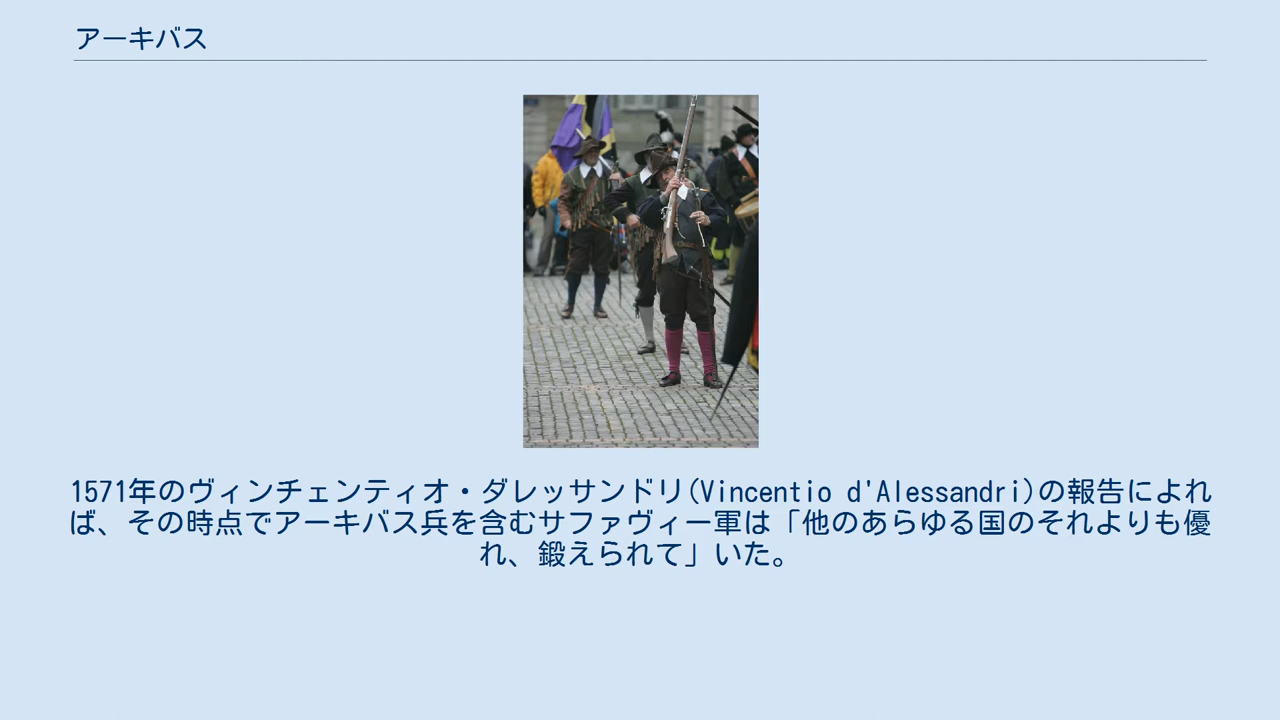 アーキバス
1571年のヴィンチェンティオ・ダレッサンドリ(Vincentio d'Alessandri)の報告によれ
ば、その時点でアーキバス兵を含むサファヴィー軍は「他のあらゆる国のそれよりも優
れ、鍛えられて」いた。